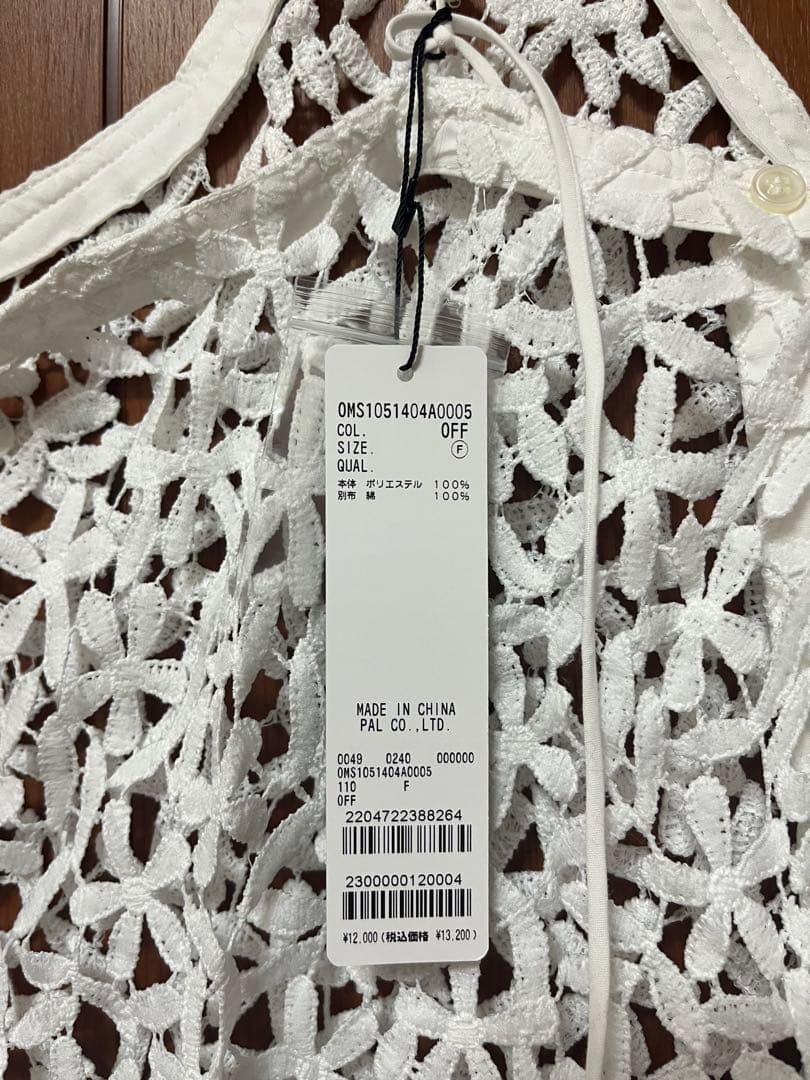 OMS1051404A0005
COL. OFF
SIZE. F
QUAL.
本体 ポリエステル 100%
別布 綿 100%
MADE IN CHINA
PAL CO.,LTD.
0049 0240 000000
OMS1051404A0005
110 F
OFF
2204722388264
2300000120004
¥12,000(税込価格 ¥13,200)